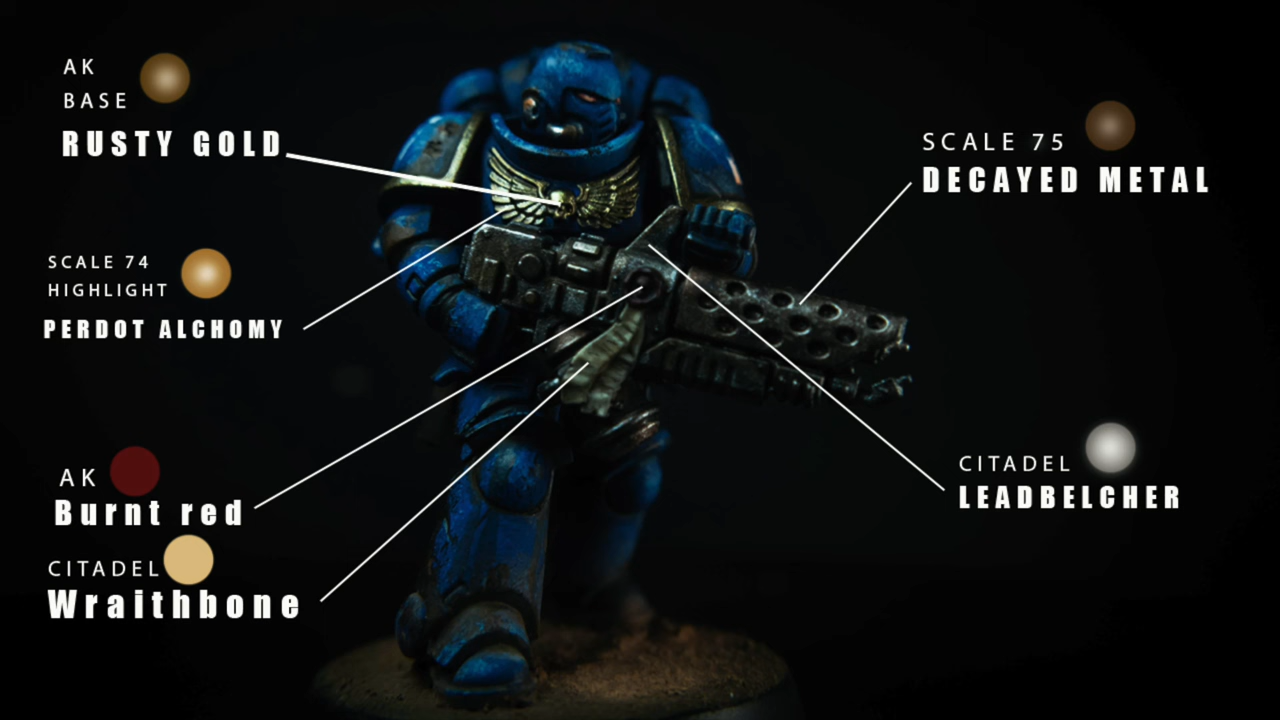 AK
BASE
RUSTY GOLD
SCALE 74
HIGHLIGHT
PERDOT ALCHOMY
AK
Burnt red
CITADEL
Wraithbone
SCALE 75
DECAYED METAL
CITADEL
LEADBELCHER